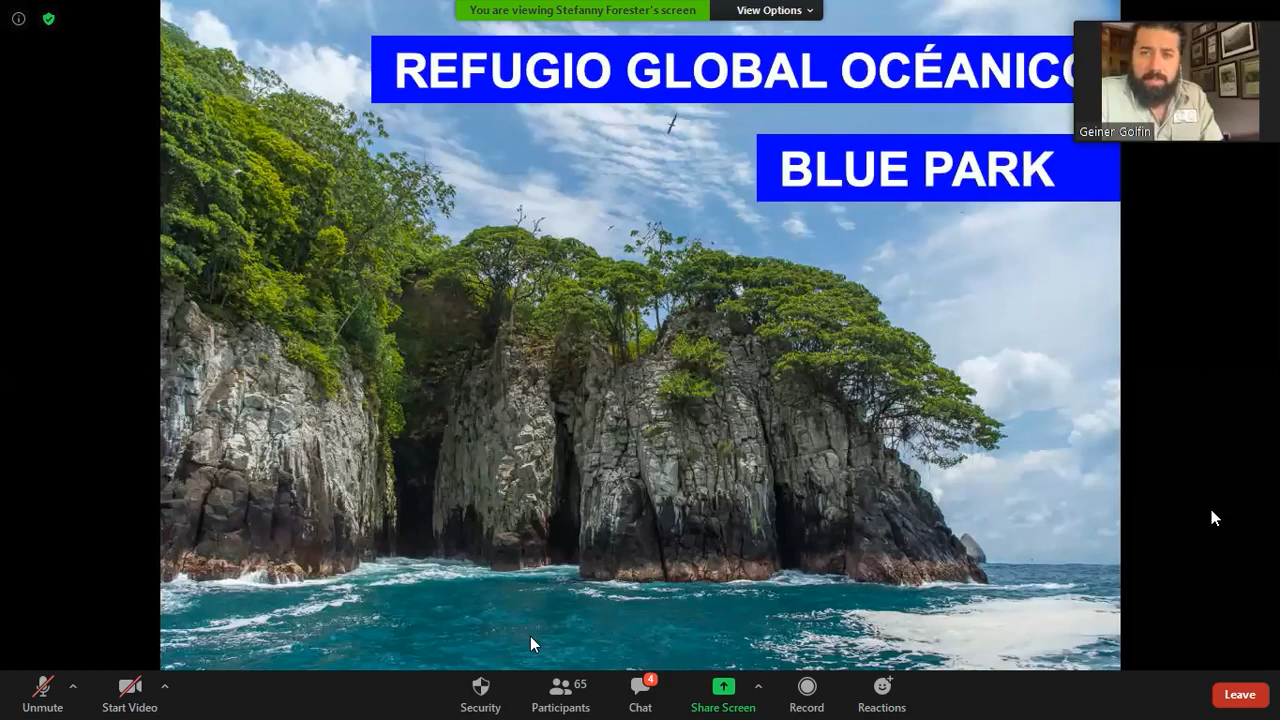 You are viewing Stefanny Forester's screen
View Options
REFUGIO GLOBAL OCÉANICO
BLUE PARK
Geiner Golfin
Unmute
Start Video
Security
65
Participants
4
Chat
Share Screen
Record
Reactions
Leave